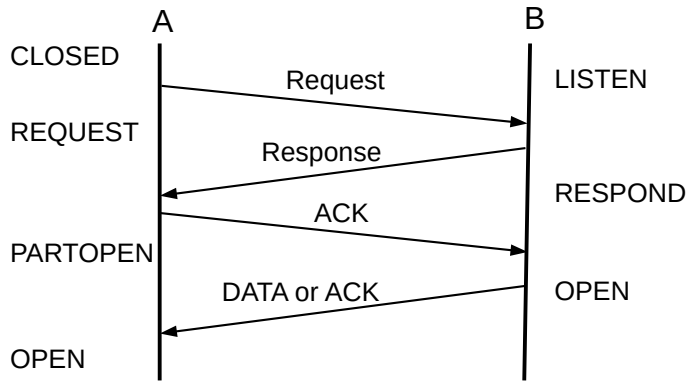 A
B
CLOSED
Request
LISTEN
REQUEST
Response
RESPOND
ACK
PARTOPEN
DATA or ACK
OPEN
OPEN